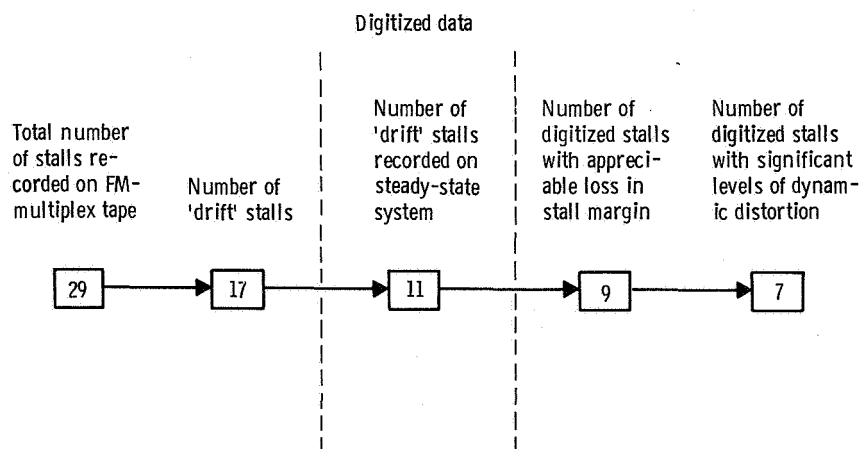 Digitized data
Total number
of stalls re-
corded on FM-
multiplex tape
Number of
'drift' stalls
Number of
'drift' stalls
recorded on
steady-state
system
Number of
digitized stalls
with appreci-
able loss in
stall margin
Number of
digitized stalls
with significant
levels of dynam-
ic distortion
29
17
11
9
7